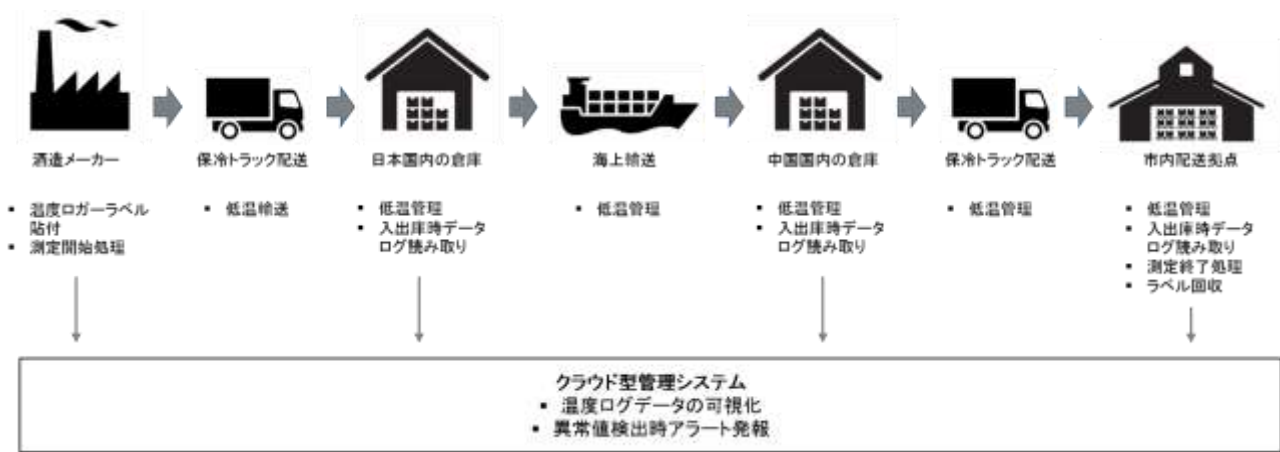 酒造メーカー
保冷トラック配送
日本国内の倉庫
海上輸送
中国国内の倉庫
保冷トラック配送
市内配送拠点
▪ 温度ロガーラベル
貼付
▪ 測定開始処理
▪ 低温輸送
▪ 低温管理
▪ 入出庫時データ
ログ読み取り
▪ 低温管理
▪ 低温管理
▪ 入出庫時データ
ログ読み取り
▪ 低温管理
▪ 低温管理
▪ 入出庫時データ
ログ読み取り
▪ 測定終了処理
▪ ラベル回収
クラウド型管理システム
▪ 温度ログデータの可視化
▪ 異常値検出時アラート発報